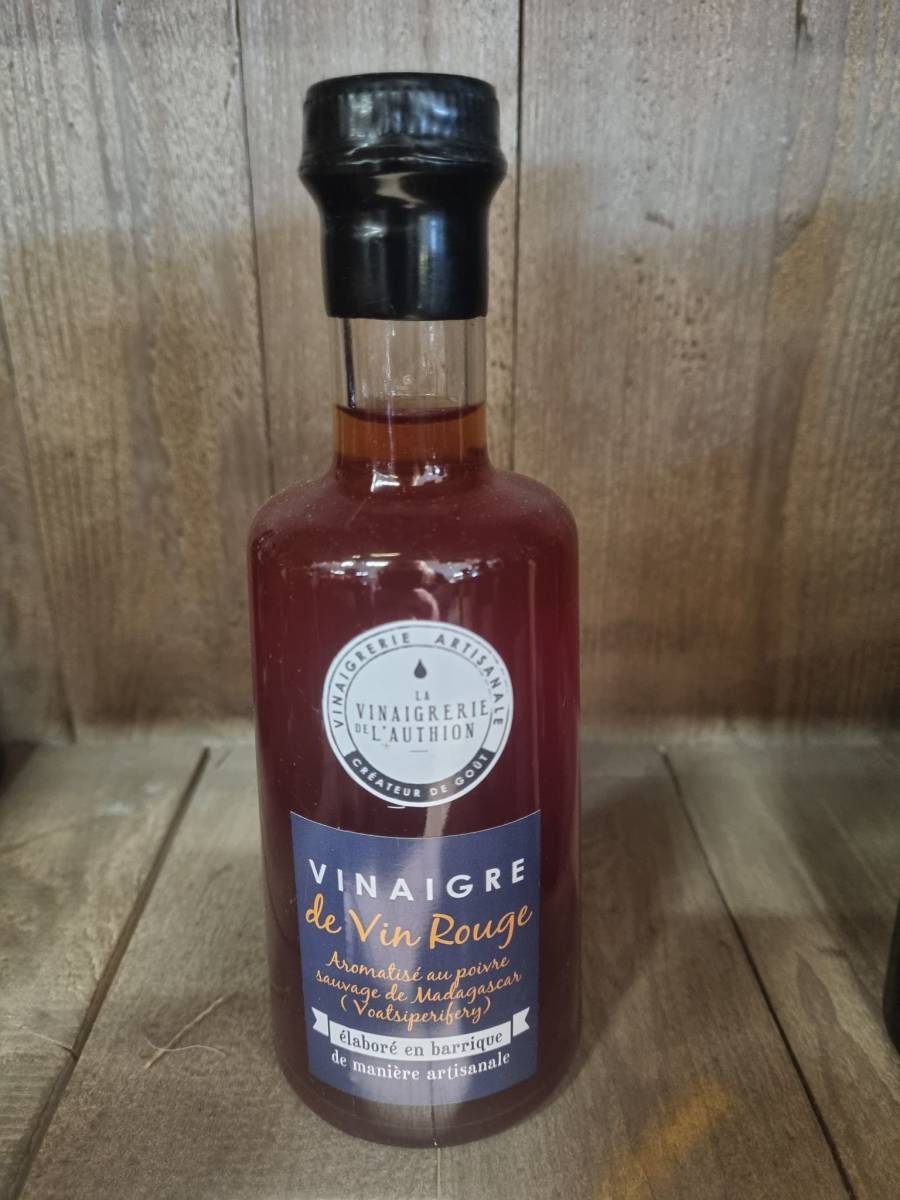 VINAIGRERIE ARTISANALE
LA
VINAIGRERIE
DE L'AUTHION
CRÉATEUR DE GOÛT
VINAIGRE
de Vin Rouge
Aromatisé au poivre
sauvage de Madagascar
(Voatsiperifery)
élaboré en barrique
de manière artisanale